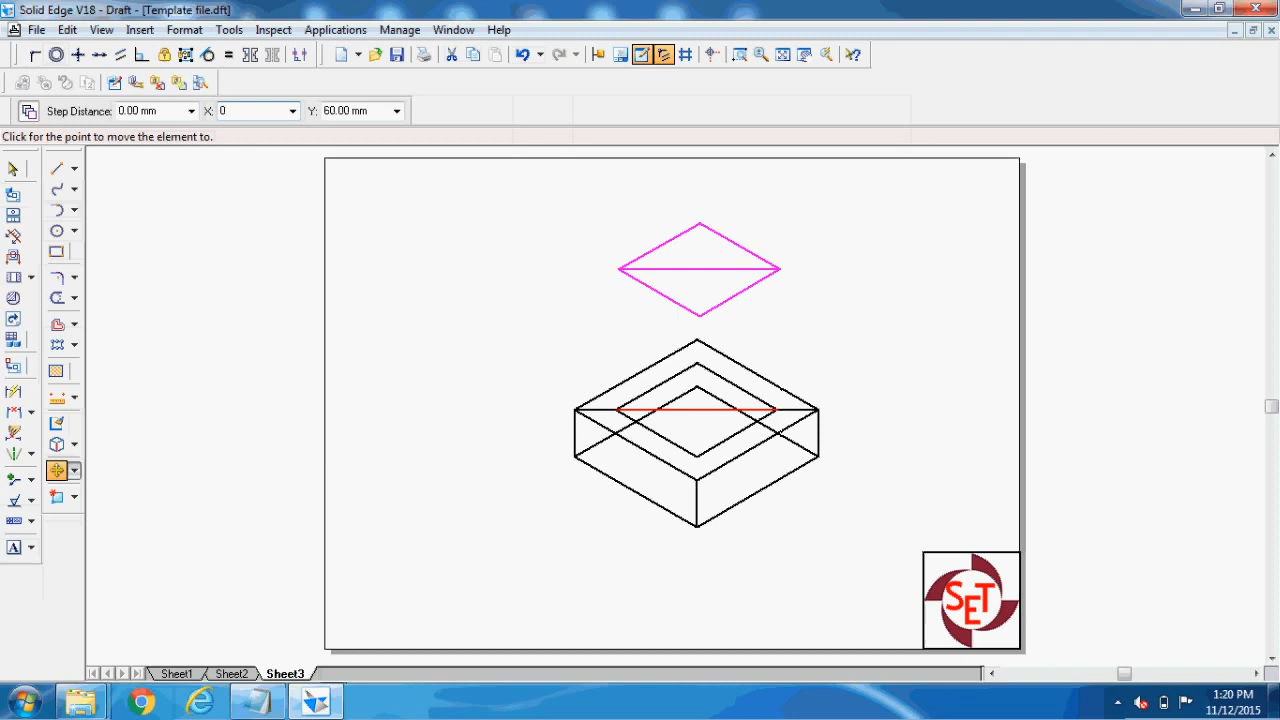 Solid Edge V18 - Draft - [Template file.dft]
File Edit View Insert Format Tools Inspect Applications Manage Window Help
Step Distance: 0.00 mm X: 0 Y: 60.00 mm
Click for the point to move the element to.
A
SET
Sheet1 Sheet2 Sheet3
1:20 PM
11/12/2015